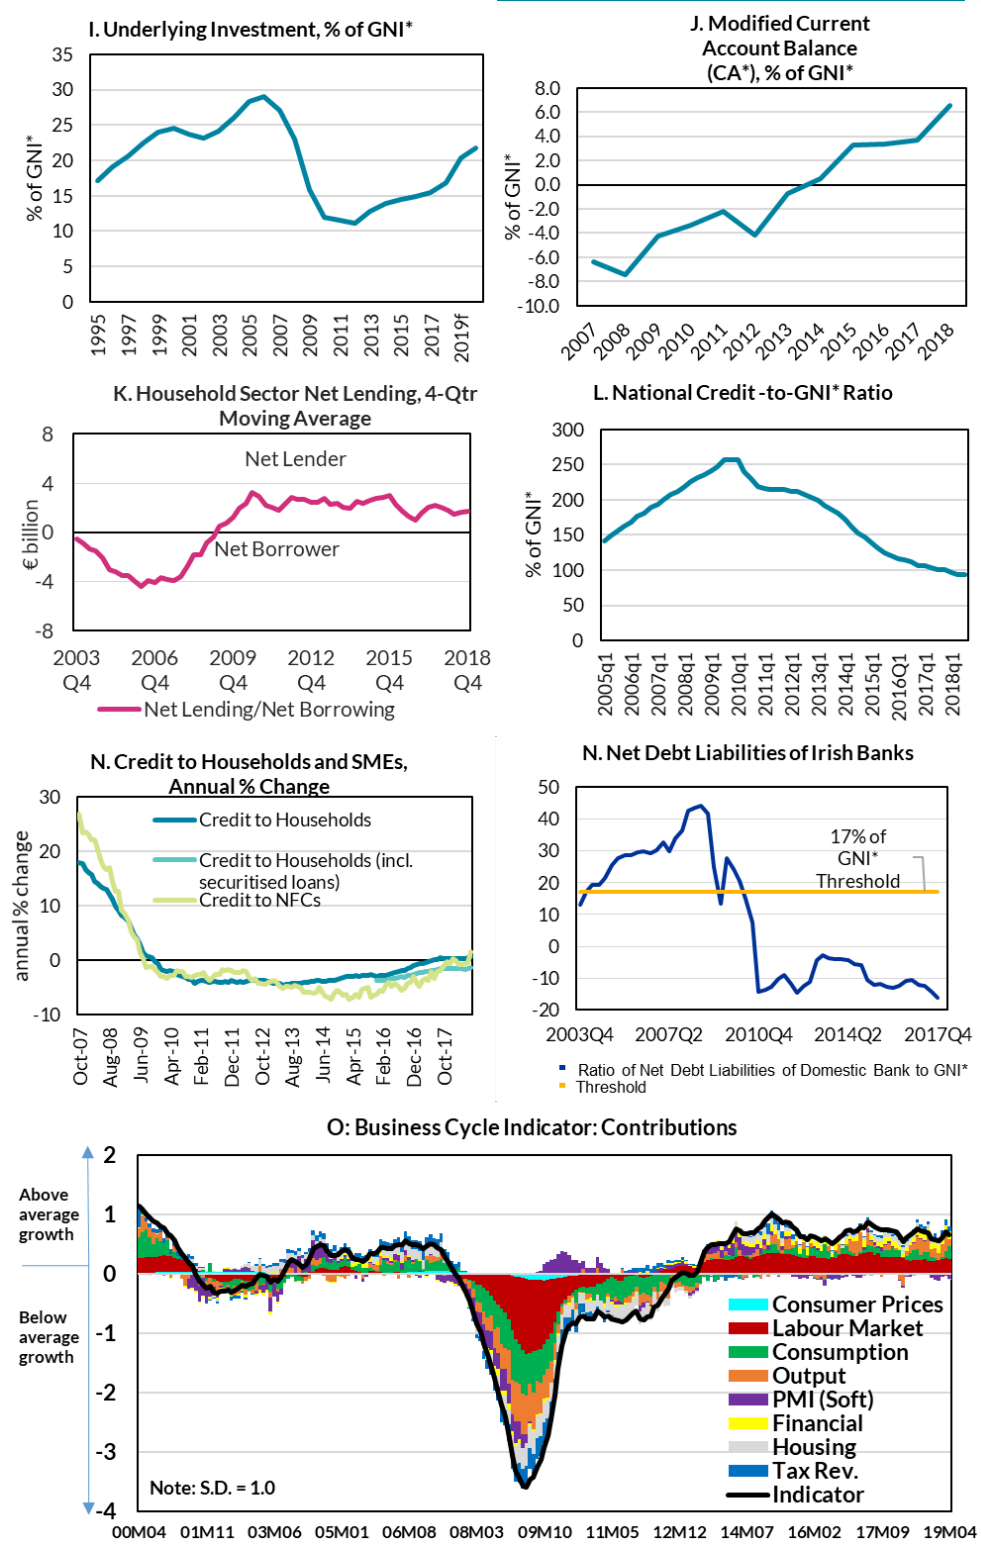 I. Underlying Investment, % of GNI*
35
30
25
20
15
10
5
0
% of GNI*
1995
1997
1999
2001
2003
2005
2007
2009
2011
2013
2015
2017
2019f
J. Modified Current
Account Balance
(CA*), % of GNI*
8.0
6.0
4.0
2.0
0.0
-2.0
-4.0
-6.0
-8.0
-10.0
% of GNI*
2007
2008
2009
2010
2011
2012
2013
2014
2015
2016
2017
2018
K. Household Sector Net Lending, 4-Qtr
Moving Average
8
4
0
-4
-8
€ billion
Net Lender
Net Borrower
2003 2006 2009 2012 2015 2018
Q4 Q4 Q4 Q4 Q4 Q4
Net Lending/Net Borrowing
L. National Credit -to-GNI* Ratio
300
250
200
150
100
50
0
% of GNI*
2005q1
2006q1
2007q1
2008q1
2009q1
2010q1
2011q1
2012q1
2013q1
2014q1
2015q1
2016Q1
2017q1
2018q1
N. Credit to Households and SMEs,
Annual % Change
30
20
10
0
-10
annual % change
Credit to Households
Credit to Households (incl.
securitised loans)
Credit to NFCs
Oct-07
Aug-08
Jun-09
Apr-10
Feb-11
Dec-11
Oct-12
Aug-13
Jun-14
Apr-15
Feb-16
Dec-16
Oct-17
N. Net Debt Liabilities of Irish Banks
50
40
30
20
10
0
-10
-20
17% of
GNI*
Threshold
2003Q4 2007Q2 2010Q4 2014Q2 2017Q4
Ratio of Net Debt Liabilities of Domestic Bank to GNI*
Threshold
O: Business Cycle Indicator: Contributions
2
1
0
-1
-2
-3
-4
Above
average
growth
Below
average
growth
Consumer Prices
Labour Market
Consumption
Output
PMI (Soft)
Financial
Housing
Tax Rev.
Indicator
Note: S.D. = 1.0
00M04 01M11 03M06 05M01 06M08 08M03 09M10 11M05 12M12 14M07 16M02 17M09 19M04